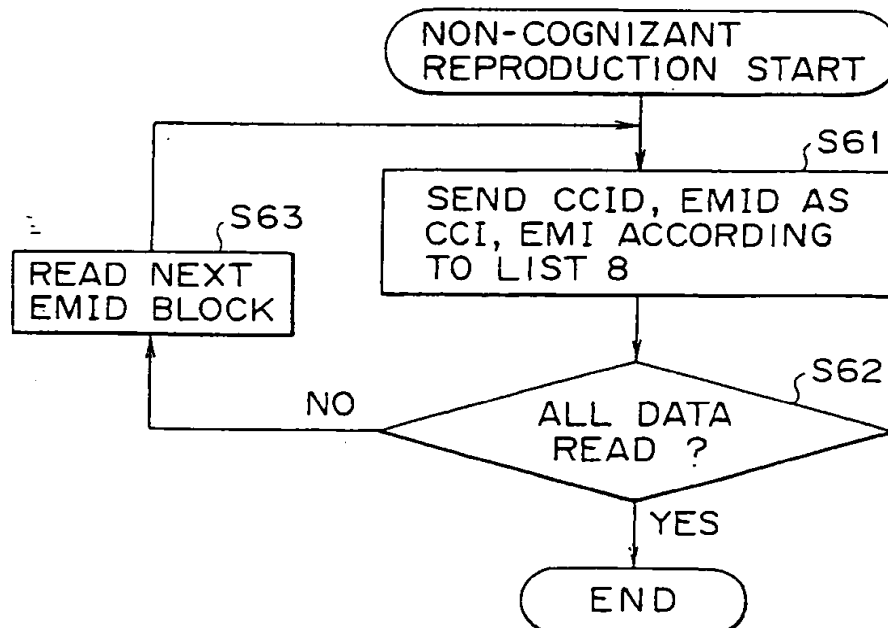 NON-COGNIZANT
REPRODUCTION START
S61
SEND CCID, EMID AS
CCI, EMI ACCORDING
TO LIST 8
S63
READ NEXT
EMID BLOCK
S62
NO
ALL DATA
READ ?
YES
END